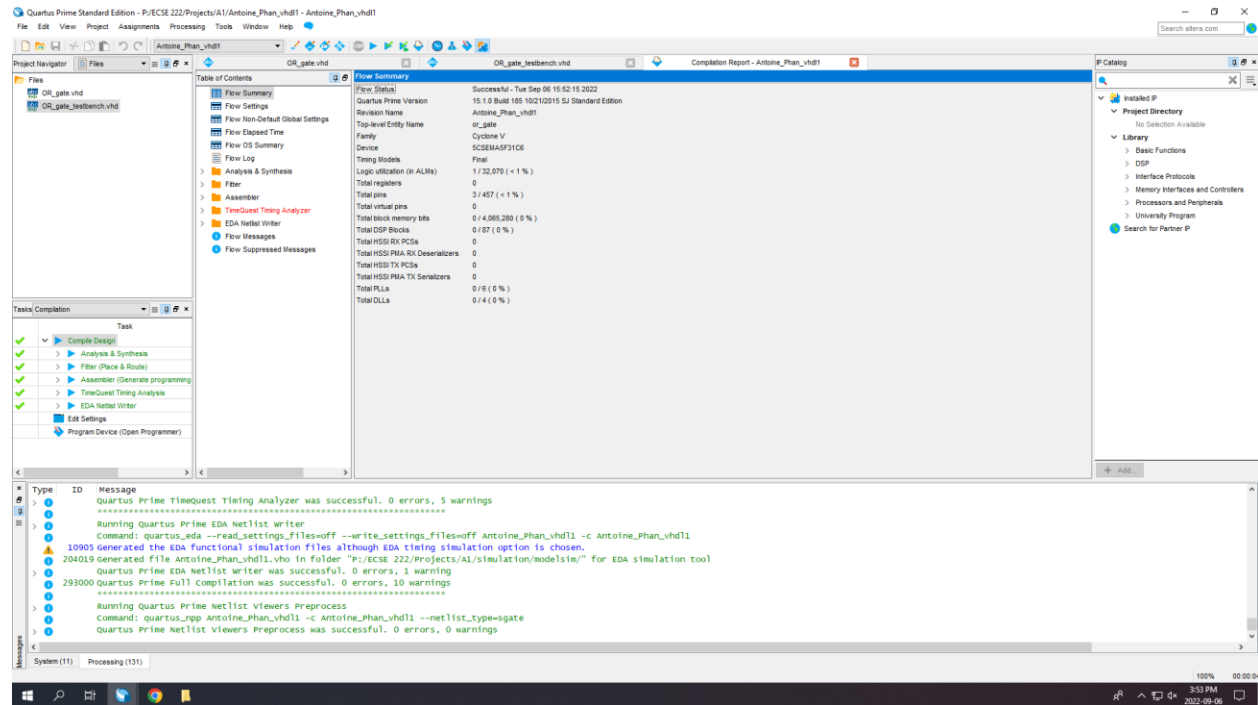 Quartus Prime Standard Edition - P:/ECSE 222/Projects/A1/Antoine_Phan_vhdl1 - Antoine_Phan_vhdl1
File Edit View Project Assignments Processing Tools Window Help
Search altera.com
Antoine_Phan_vhdl1
Project Navigator Files
Files
OR_gate.vhd
OR_gate_testbench.vhd
OR_gate.vhd
OR_gate_testbench.vhd
Compilation Report - Antoine_Phan_vhdl1
Table of Contents
Flow Summary
Flow Settings
Flow Non-Default Global Settings
Flow Elapsed Time
Flow OS Summary
Flow Log
Analysis & Synthesis
Fitter
Assembler
TimeQuest Timing Analyzer
EDA Netlist Writer
Flow Messages
Flow Suppressed Messages
Flow Summary
Flow Status Successful - Tue Sep 06 15:52:15 2022
Quartus Prime Version 15.1.0 Build 185 10/21/2015 SJ Standard Edition
Revision Name Antoine_Phan_vhdl1
Top-level Entity Name or_gate
Family Cyclone V
Device 5CSEMA5F31C6
Timing Models Final
Logic utilization (in ALMs) 1 / 32,070 ( < 1 % )
Total registers 0
Total pins 3 / 457 ( < 1 % )
Total virtual pins 0
Total block memory bits 0 / 4,065,280 ( 0 % )
Total DSP Blocks 0 / 87 ( 0 % )
Total HSSI RX PCSs 0
Total HSSI PMA RX Deserializers 0
Total HSSI TX PCSs 0
Total HSSI PMA TX Serializers 0
Total PLLs 0 / 6 ( 0 % )
Total DLLs 0 / 4 ( 0 % )
IP Catalog
Installed IP
Project Directory
No Selection Available
Library
Basic Functions
DSP
Interface Protocols
Memory Interfaces and Controllers
Processors and Peripherals
University Program
Search for Partner IP
+ Add...
Tasks Compilation
Task
Compile Design
Analysis & Synthesis
Fitter (Place & Route)
Assembler (Generate programming
TimeQuest Timing Analysis
EDA Netlist Writer
Edit Settings
Program Device (Open Programmer)
Type ID Message
Quartus Prime TimeQuest Timing Analyzer was successful. 0 errors, 5 warnings
*******************************************************************
Running Quartus Prime EDA Netlist Writer
Command: quartus_eda --read_settings_files=off --write_settings_files=off Antoine_Phan_vhdl1 -c Antoine_Phan_vhdl1
10905 Generated the EDA functional simulation files although EDA timing simulation option is chosen.
204019 Generated file Antoine_Phan_vhdl1.vho in folder "P:/ECSE 222/Projects/A1/simulation/modelsim/" for EDA simulation tool
Quartus Prime EDA Netlist Writer was successful. 0 errors, 1 warning
293000 Quartus Prime Full Compilation was successful. 0 errors, 10 warnings
*******************************************************************
Running Quartus Prime Netlist Viewers Preprocess
Command: quartus_npp Antoine_Phan_vhdl1 -c Antoine_Phan_vhdl1 --netlist_type=sgate
Quartus Prime Netlist Viewers Preprocess was successful. 0 errors, 0 warnings
Messages
System (11) Processing (131)
100% 00:00:04
3:53 PM
2022-09-06